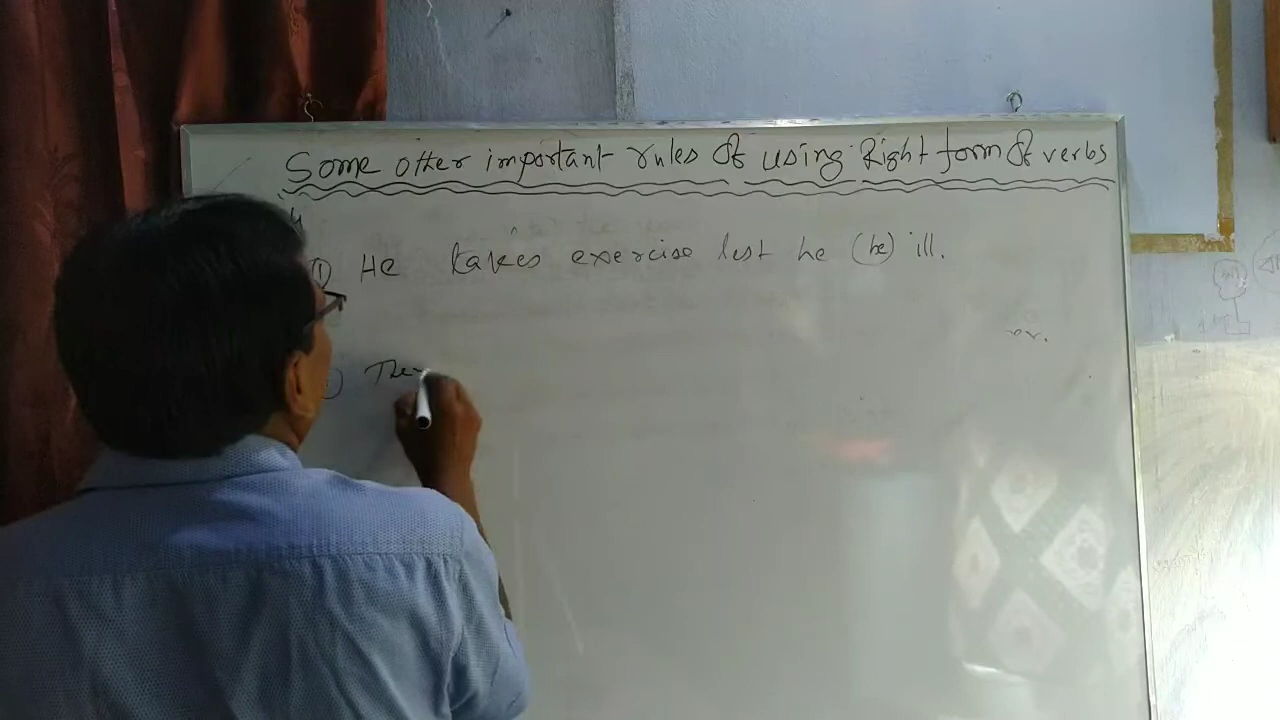 Some other important rules of using Right form of verbs
① He takes exercise lest he (be) ill.
The
or.